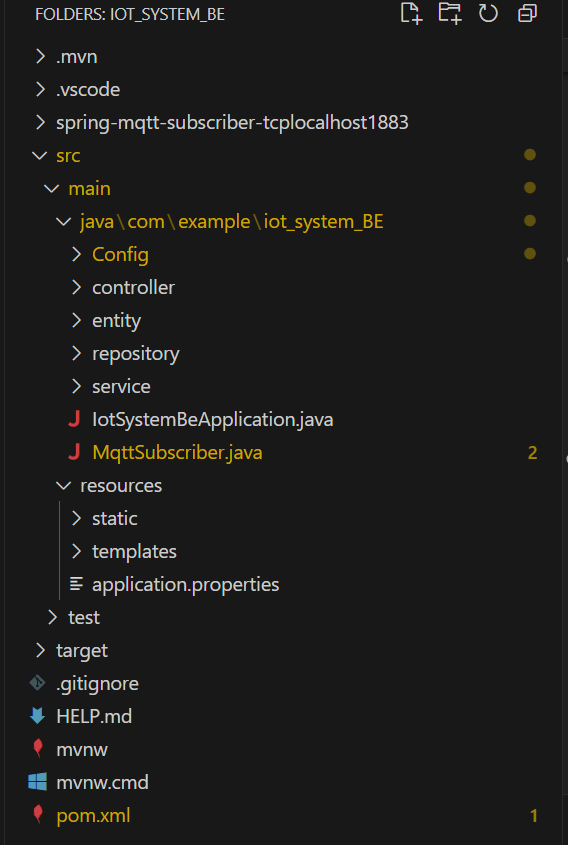 FOLDERS: IOT_SYSTEM_BE
.mvn
.vscode
spring-mqtt-subscriber-tcplocalhost1883
src
main
java\com\example\iot_system_BE
Config
controller
entity
repository
service
IotSystemBeApplication.java
MqttSubscriber.java 2
resources
static
templates
application.properties
test
target
.gitignore
HELP.md
mvnw
mvnw.cmd
pom.xml 1